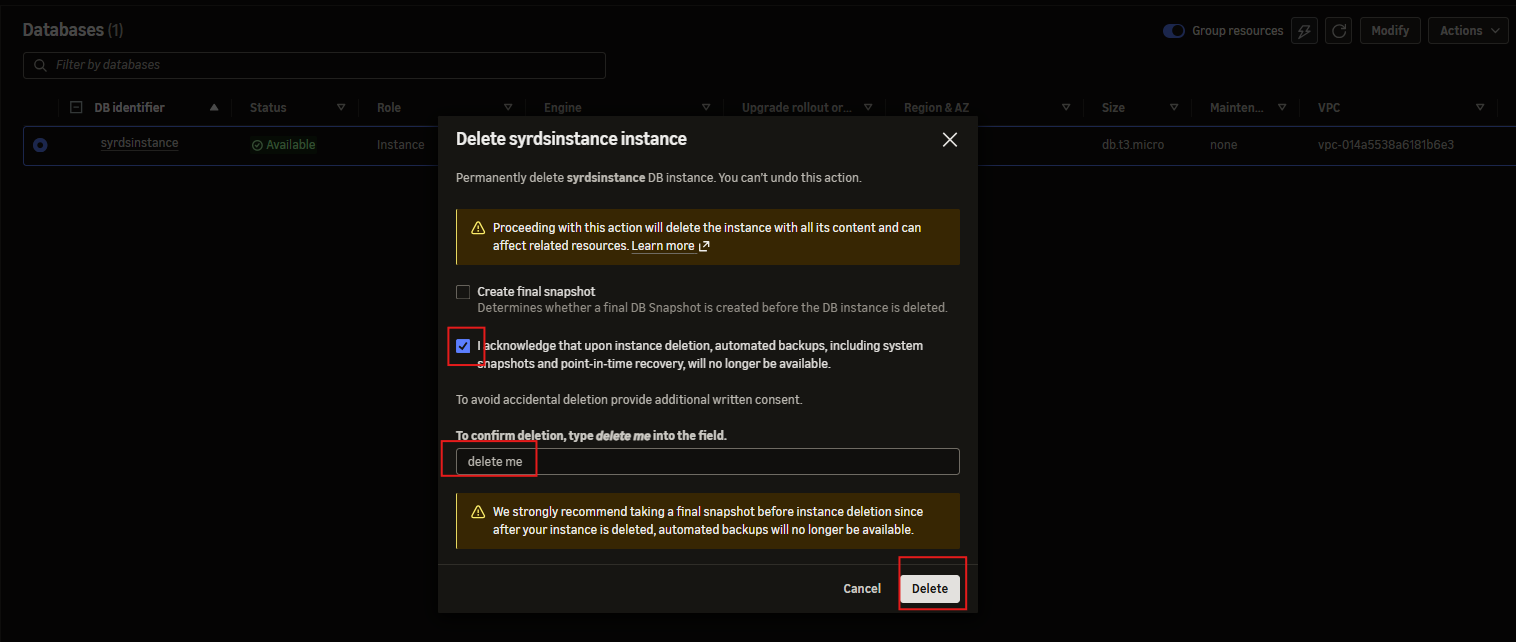 Databases (1)
Group resources
Modify
Actions
Filter by databases
DB identifier Status Role Engine Upgrade rollout or... Region & AZ Size Mainten... VPC
syrdsinstance Available Instance db.t3.micro none vpc-014a5538a6181b6e3
Delete syrdsinstance instance
Permanently delete syrdsinstance DB instance. You can't undo this action.
Proceeding with this action will delete the instance with all its content and can
affect related resources. Learn more
Create final snapshot
Determines whether a final DB Snapshot is created before the DB instance is deleted.
I acknowledge that upon instance deletion, automated backups, including system
snapshots and point-in-time recovery, will no longer be available.
To avoid accidental deletion provide additional written consent.
To confirm deletion, type delete me into the field.
delete me
We strongly recommend taking a final snapshot before instance deletion since
after your instance is deleted, automated backups will no longer be available.
Cancel
Delete